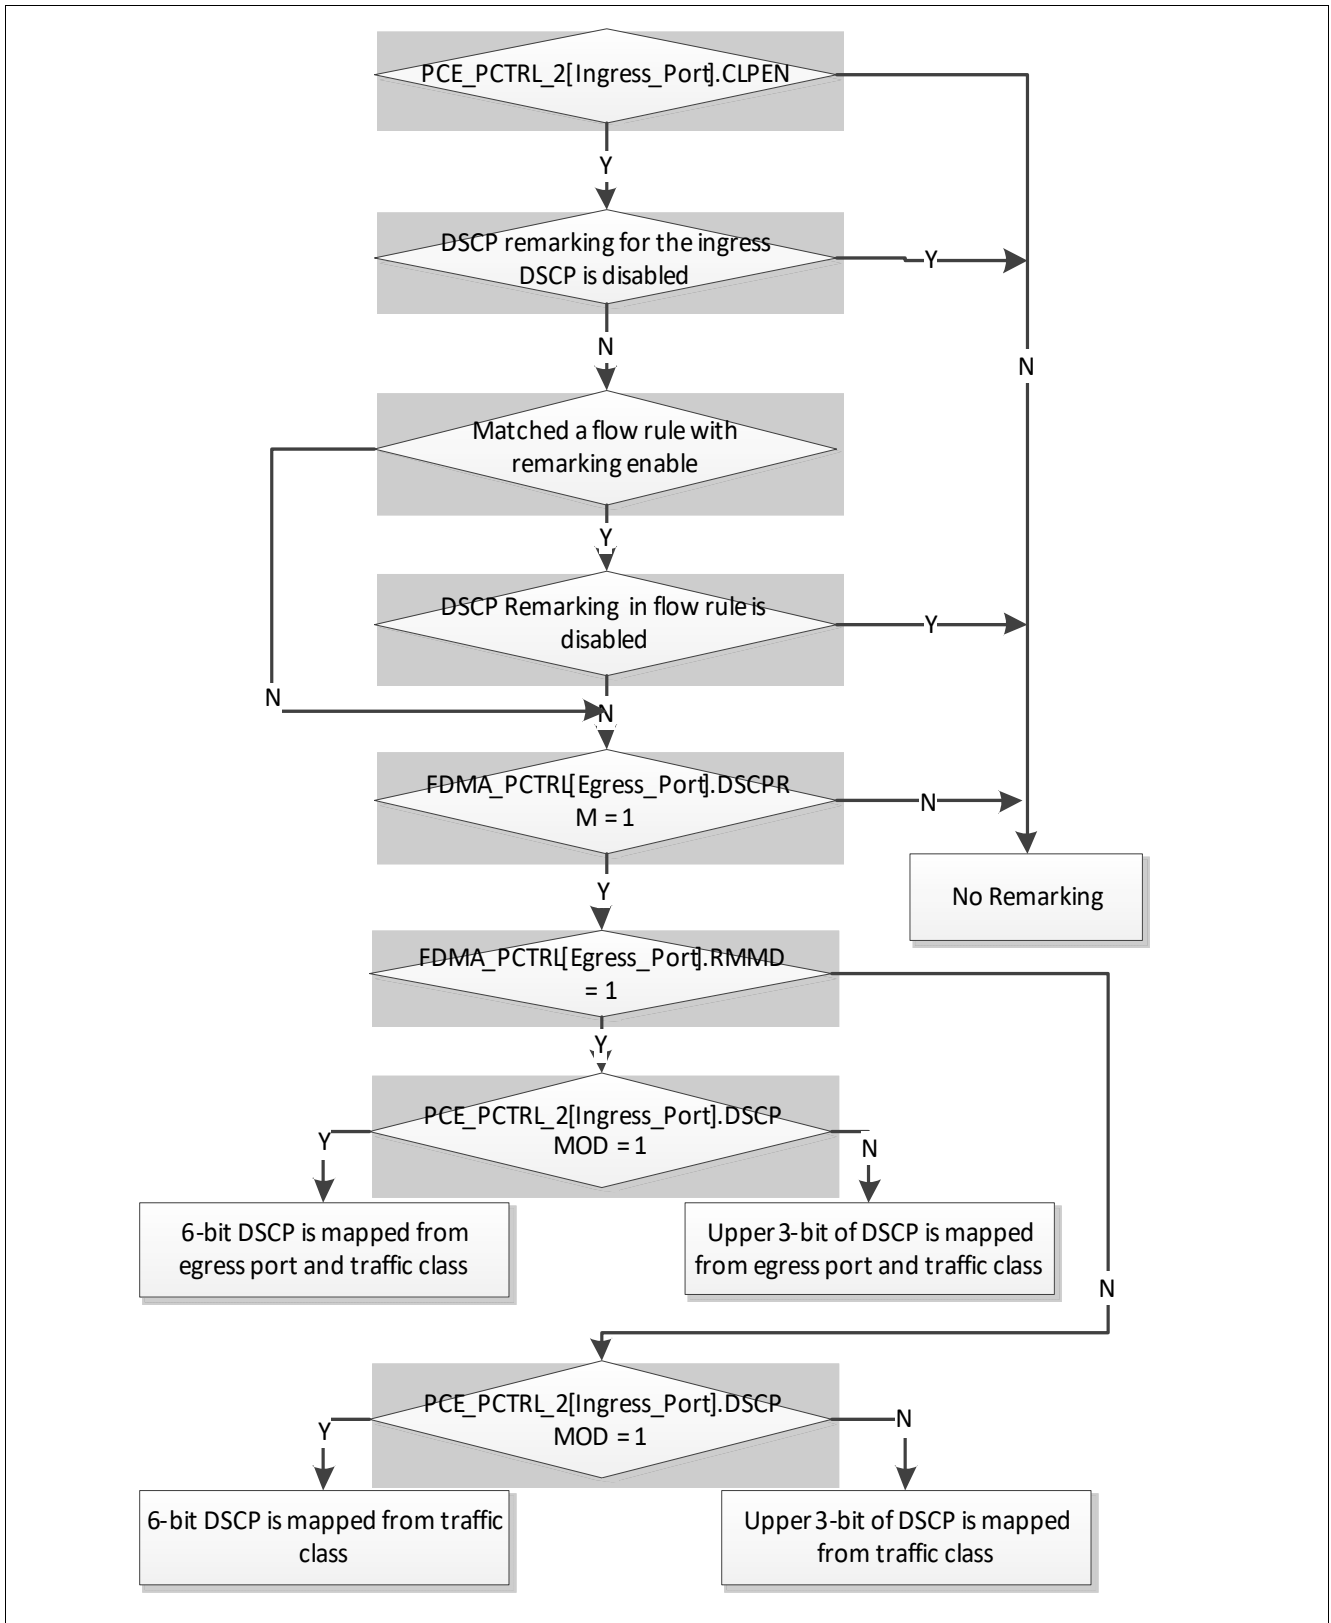 PCE_PCTRL_2[Ingress_Port].CLPEN
Y
DSCP remarking for the ingress
DSCP is disabled
Y
N
N
Matched a flow rule with
remarking enable
Y
DSCP Remarking in flow rule is
disabled
Y
N
N
FDMA_PCTRL[Egress_Port].DSCPR
M = 1
N
Y
No Remarking
FDMA_PCTRL[Egress_Port].RMMD
= 1
Y
PCE_PCTRL_2[Ingress_Port].DSCP
MOD = 1
Y
N
6-bit DSCP is mapped from
egress port and traffic class
Upper 3-bit of DSCP is mapped
from egress port and traffic class
N
PCE_PCTRL_2[Ingress_Port].DSCP
MOD = 1
Y
N
6-bit DSCP is mapped from traffic
class
Upper 3-bit of DSCP is mapped
from traffic class